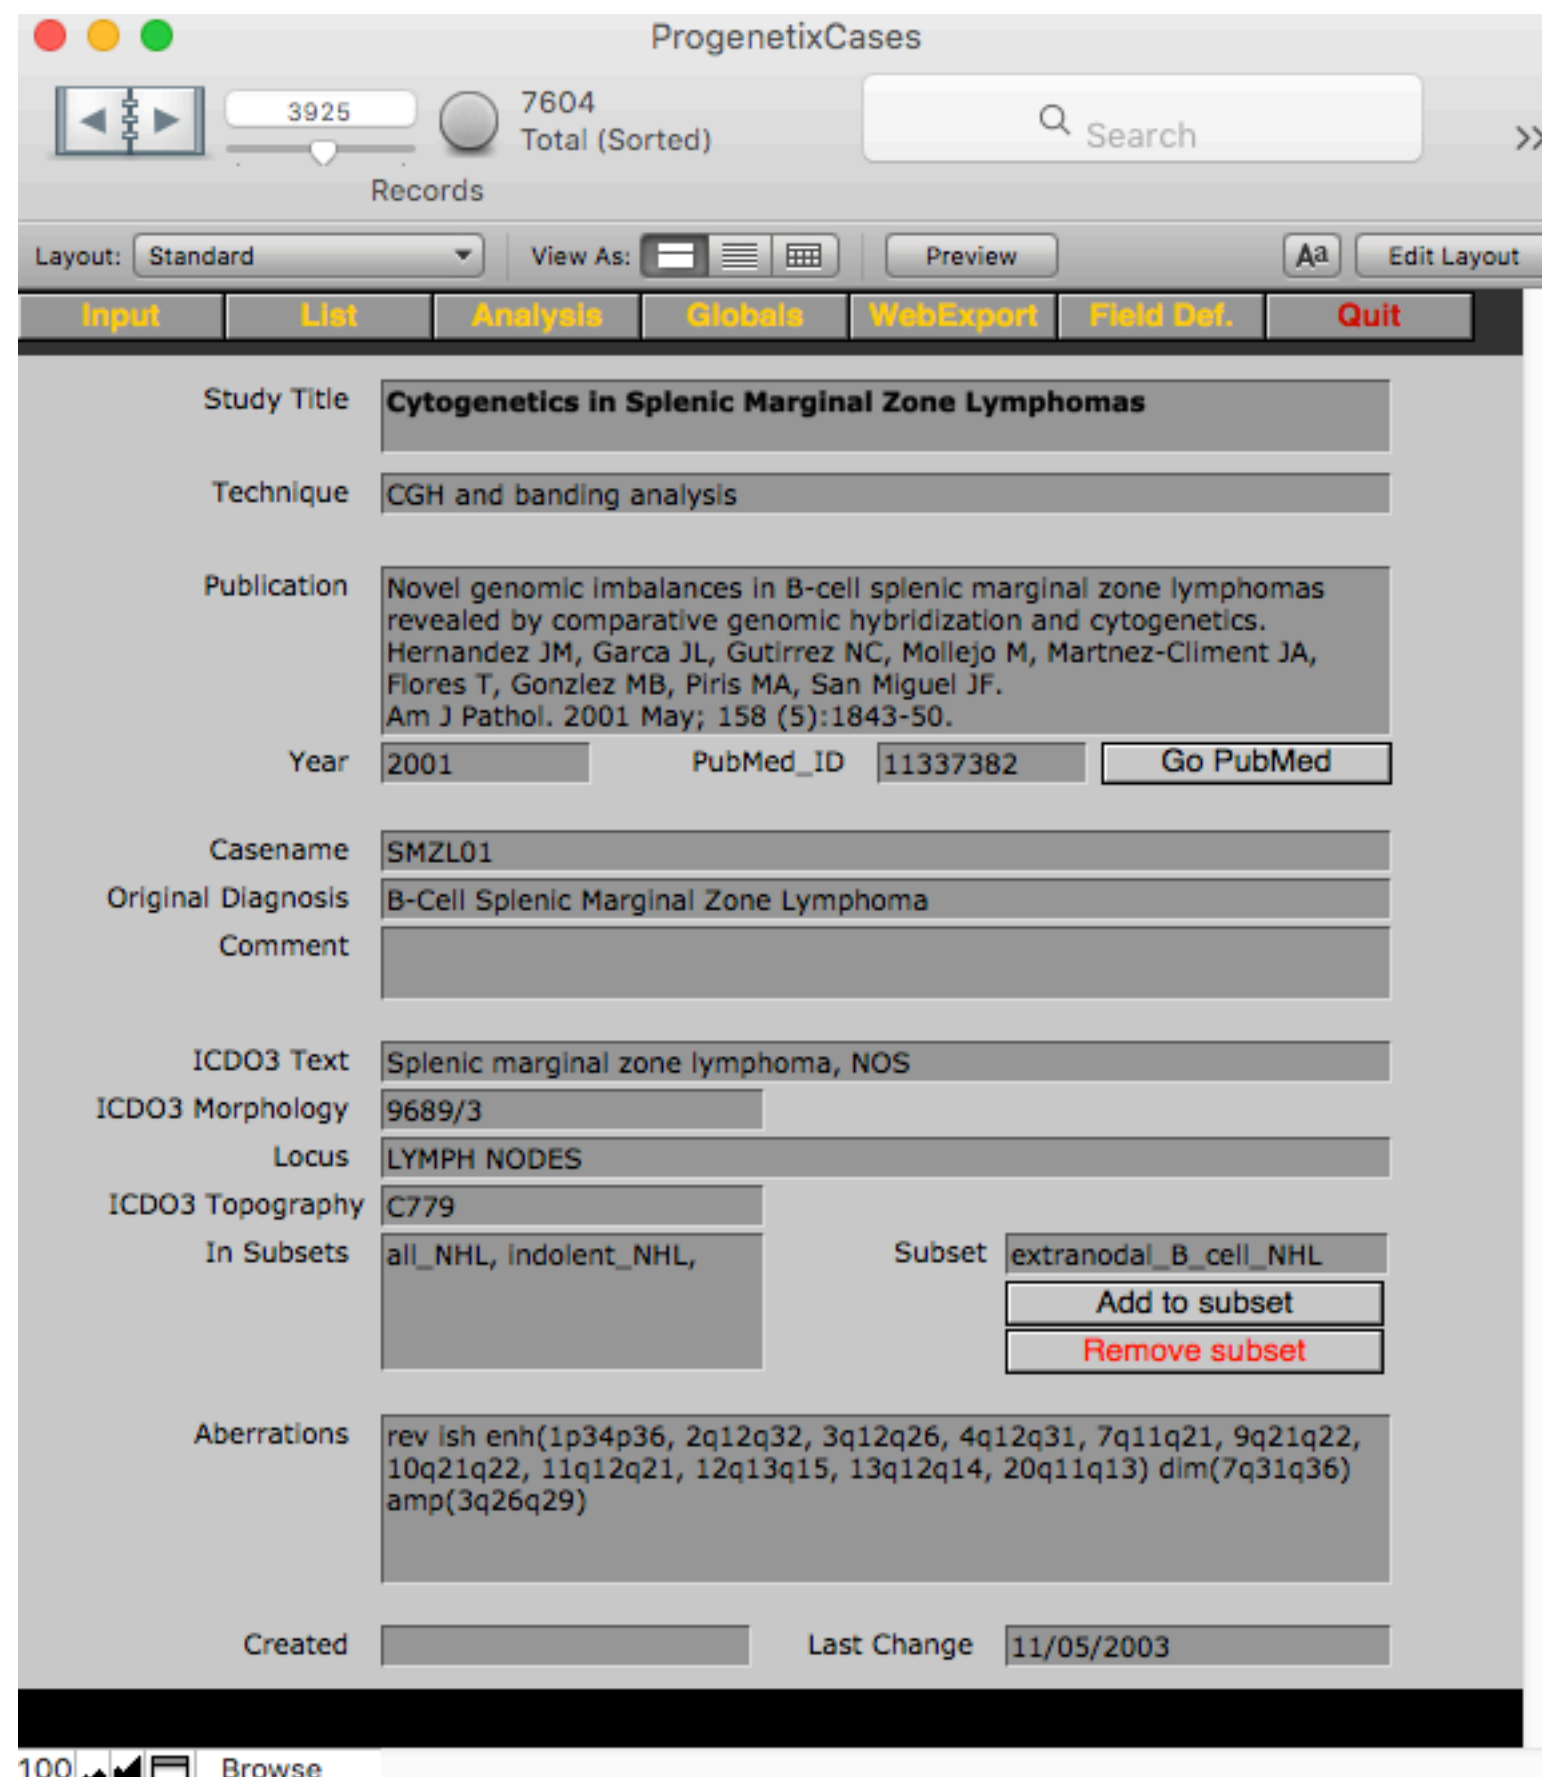 ProgenetixCases
3925
7604
Total (Sorted)
Search
Records
Layout: Standard View As: Preview Aa Edit Layout
Input List Analysis Globals WebExport Field Def. Quit
Study Title Cytogenetics in Splenic Marginal Zone Lymphomas
Technique CGH and banding analysis
Publication Novel genomic imbalances in B-cell splenic marginal zone lymphomas
revealed by comparative genomic hybridization and cytogenetics.
Hernandez JM, Garca JL, Gutirrez NC, Mollejo M, Martnez-Climent JA,
Flores T, Gonzlez MB, Piris MA, San Miguel JF.
Am J Pathol. 2001 May; 158 (5):1843-50.
Year 2001 PubMed_ID 11337382 Go PubMed
Casename SMZL01
Original Diagnosis B-Cell Splenic Marginal Zone Lymphoma
Comment
ICDO3 Text Splenic marginal zone lymphoma, NOS
ICDO3 Morphology 9689/3
Locus LYMPH NODES
ICDO3 Topography C779
In Subsets all_NHL, indolent_NHL, Subset extranodal_B_cell_NHL
Add to subset
Remove subset
Aberrations rev ish enh(1p34p36, 2q12q32, 3q12q26, 4q12q31, 7q11q21, 9q21q22,
10q21q22, 11q12q21, 12q13q15, 13q12q14, 20q11q13) dim(7q31q36)
amp(3q26q29)
Created Last Change 11/05/2003
100 Browse